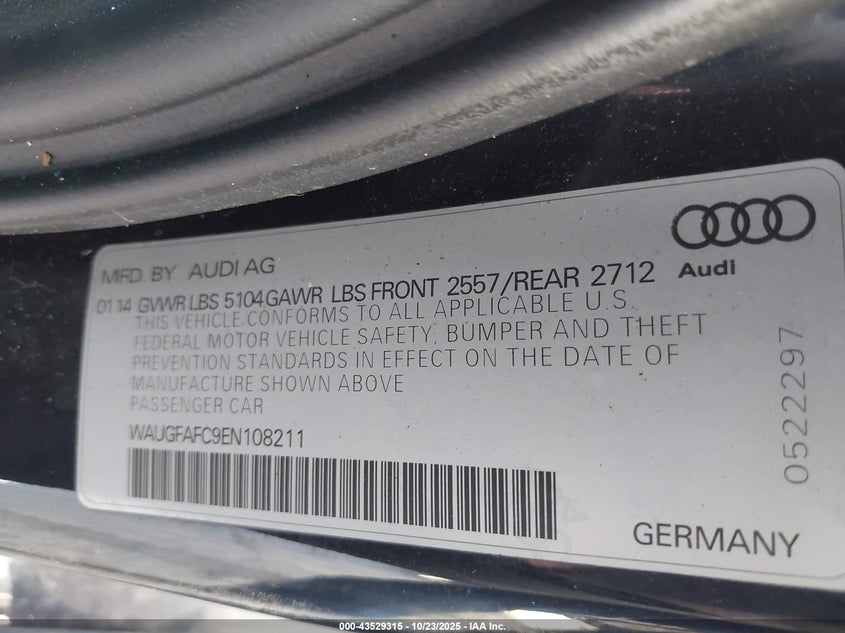 Audi
MFD. BY AUDI AG
01 14 GVWR LBS 5104 GAWR LBS FRONT 2557/REAR 2712
THIS VEHICLE CONFORMS TO ALL APPLICABLE U.S.
FEDERAL MOTOR VEHICLE SAFETY, BUMPER AND THEFT
PREVENTION STANDARDS IN EFFECT ON THE DATE OF
MANUFACTURE SHOWN ABOVE
PASSENGER CAR
WAUGFAFC9EN108211
0522297
GERMANY
000-43529315 - 10/23/2025 - IAA Inc.